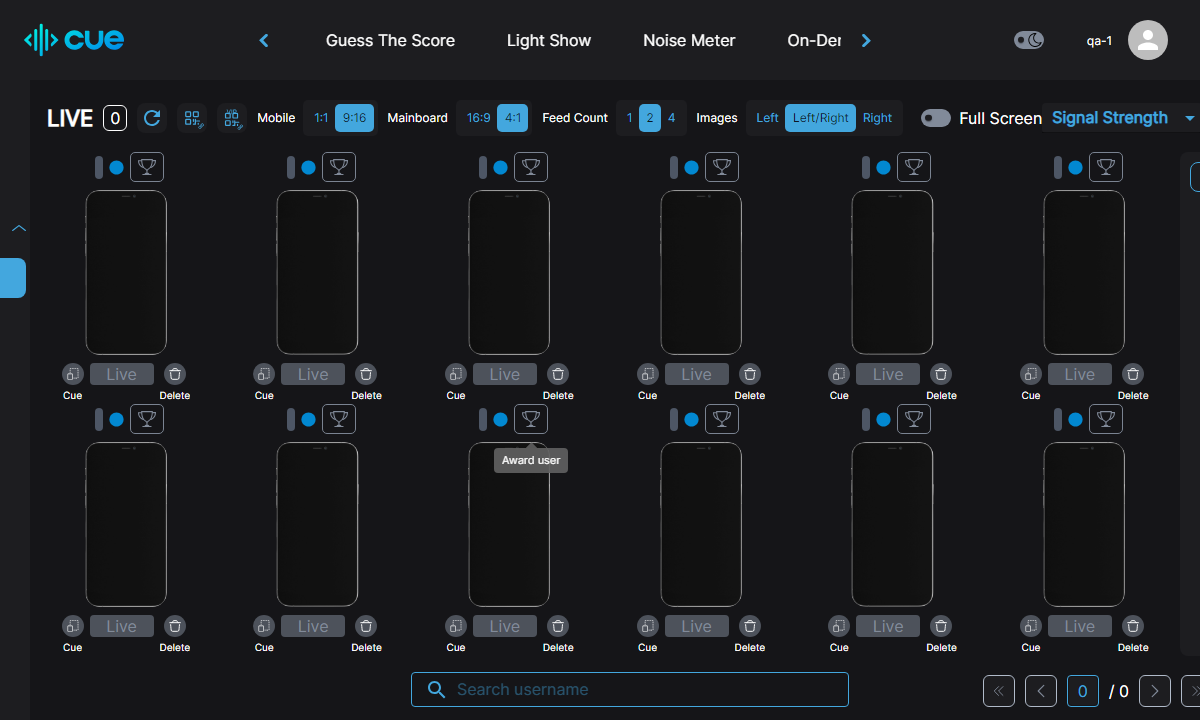 cue
Guess The Score
Light Show
Noise Meter
On-Der
qa-1
LIVE 0
Mobile 1:1 9:16
Mainboard 16:9 4:1
Feed Count 1 2 4
Images Left Left/Right Right
Full Screen
Signal Strength
Live Live Live Live Live Live
Cue Delete Cue Delete Cue Delete Cue Delete Cue Delete Cue Delete
Award user
Live Live Live Live Live Live
Cue Delete Cue Delete Cue Delete Cue Delete Cue Delete Cue Delete
Search username
0 / 0